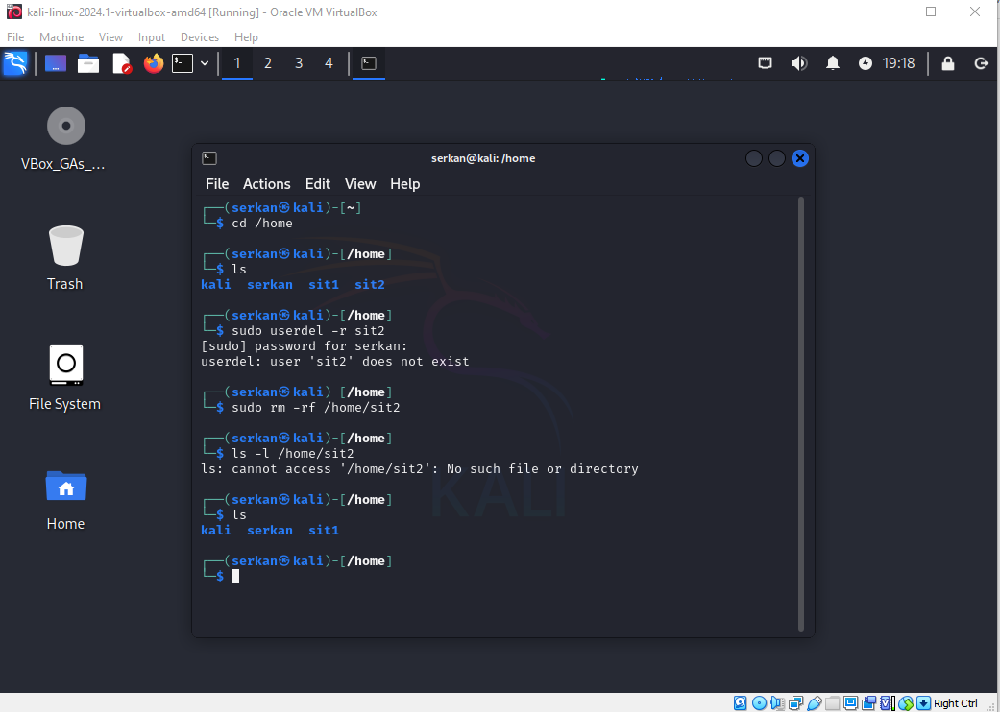 kali-linux-2024.1-virtualbox-amd64 [Running] - Oracle VM VirtualBox
File Machine View Input Devices Help
1 2 3 4 19:18
VBox_GAs_...
Trash
File System
Home
serkan@kali: /home
File Actions Edit View Help
┌──(serkan㉿kali)-[~]
└─$ cd /home
┌──(serkan㉿kali)-[/home]
└─$ ls
kali serkan sit1 sit2
┌──(serkan㉿kali)-[/home]
└─$ sudo userdel -r sit2
[sudo] password for serkan:
userdel: user 'sit2' does not exist
┌──(serkan㉿kali)-[/home]
└─$ sudo rm -rf /home/sit2
┌──(serkan㉿kali)-[/home]
└─$ ls -l /home/sit2
ls: cannot access '/home/sit2': No such file or directory
┌──(serkan㉿kali)-[/home]
└─$ ls
kali serkan sit1
┌──(serkan㉿kali)-[/home]
└─$
KALI
Right Ctrl